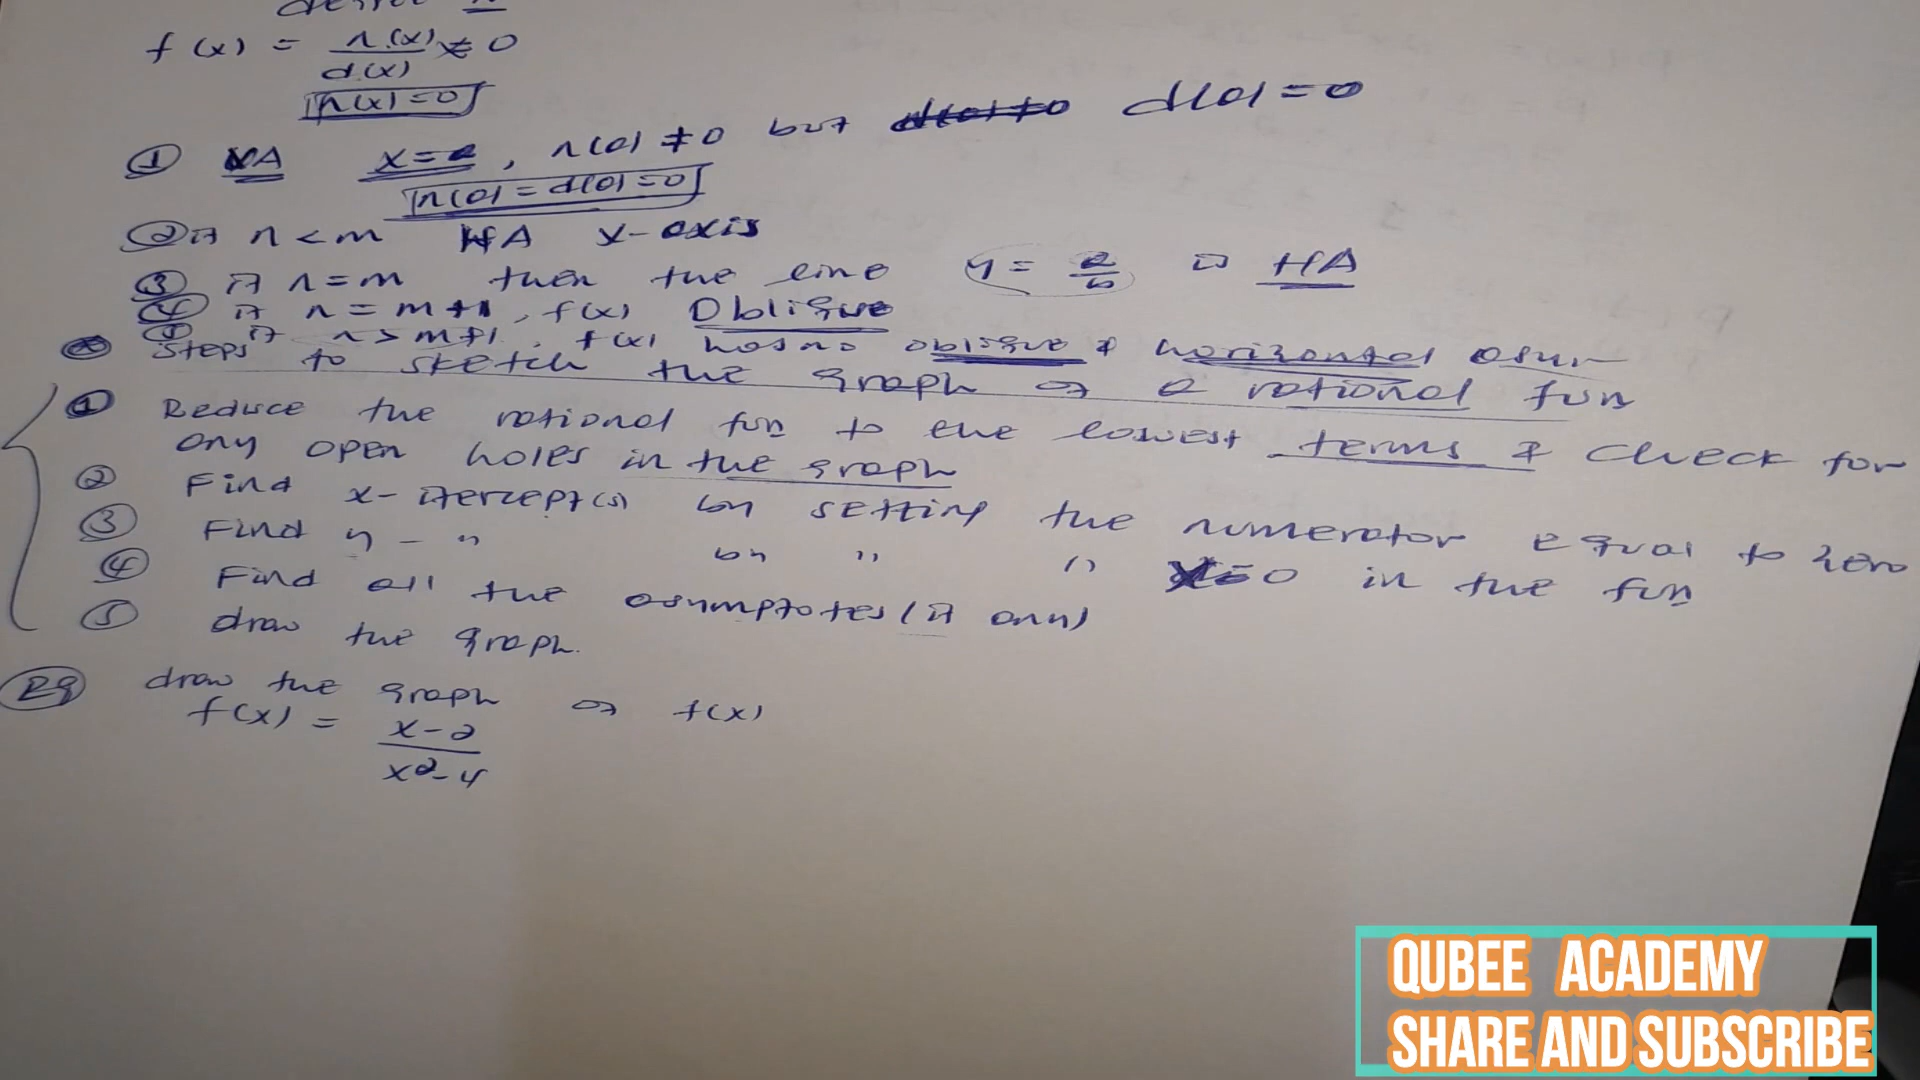 degree n
f(x) = n(x)/d(x) ≠ 0
n(x)=0
① VA x=a, n(a) ≠ 0 but d(a)=0
n(a) = d(a) = 0
② if n < m HA x-axis
③ if n = m then the line y = a/b is HA
④ if n = m+1, f(x) Oblique
⑤ if n > m+1, f(x) has no oblique & horizontal asym
Steps to sketch the graph of a rational fun
① Reduce the rational fun to the lowest terms & check for
any open holes in the graph
② Find x-itercept(s) by setting the numerator equal to zero
③ Find y - " by " " x=0 in the fun
④ Find all the asymptotes (if any)
⑤ draw the graph.
Eg draw the graph of f(x)
f(x) = x-2/x²-4
QUBEE ACADEMY
SHARE AND SUBSCRIBE